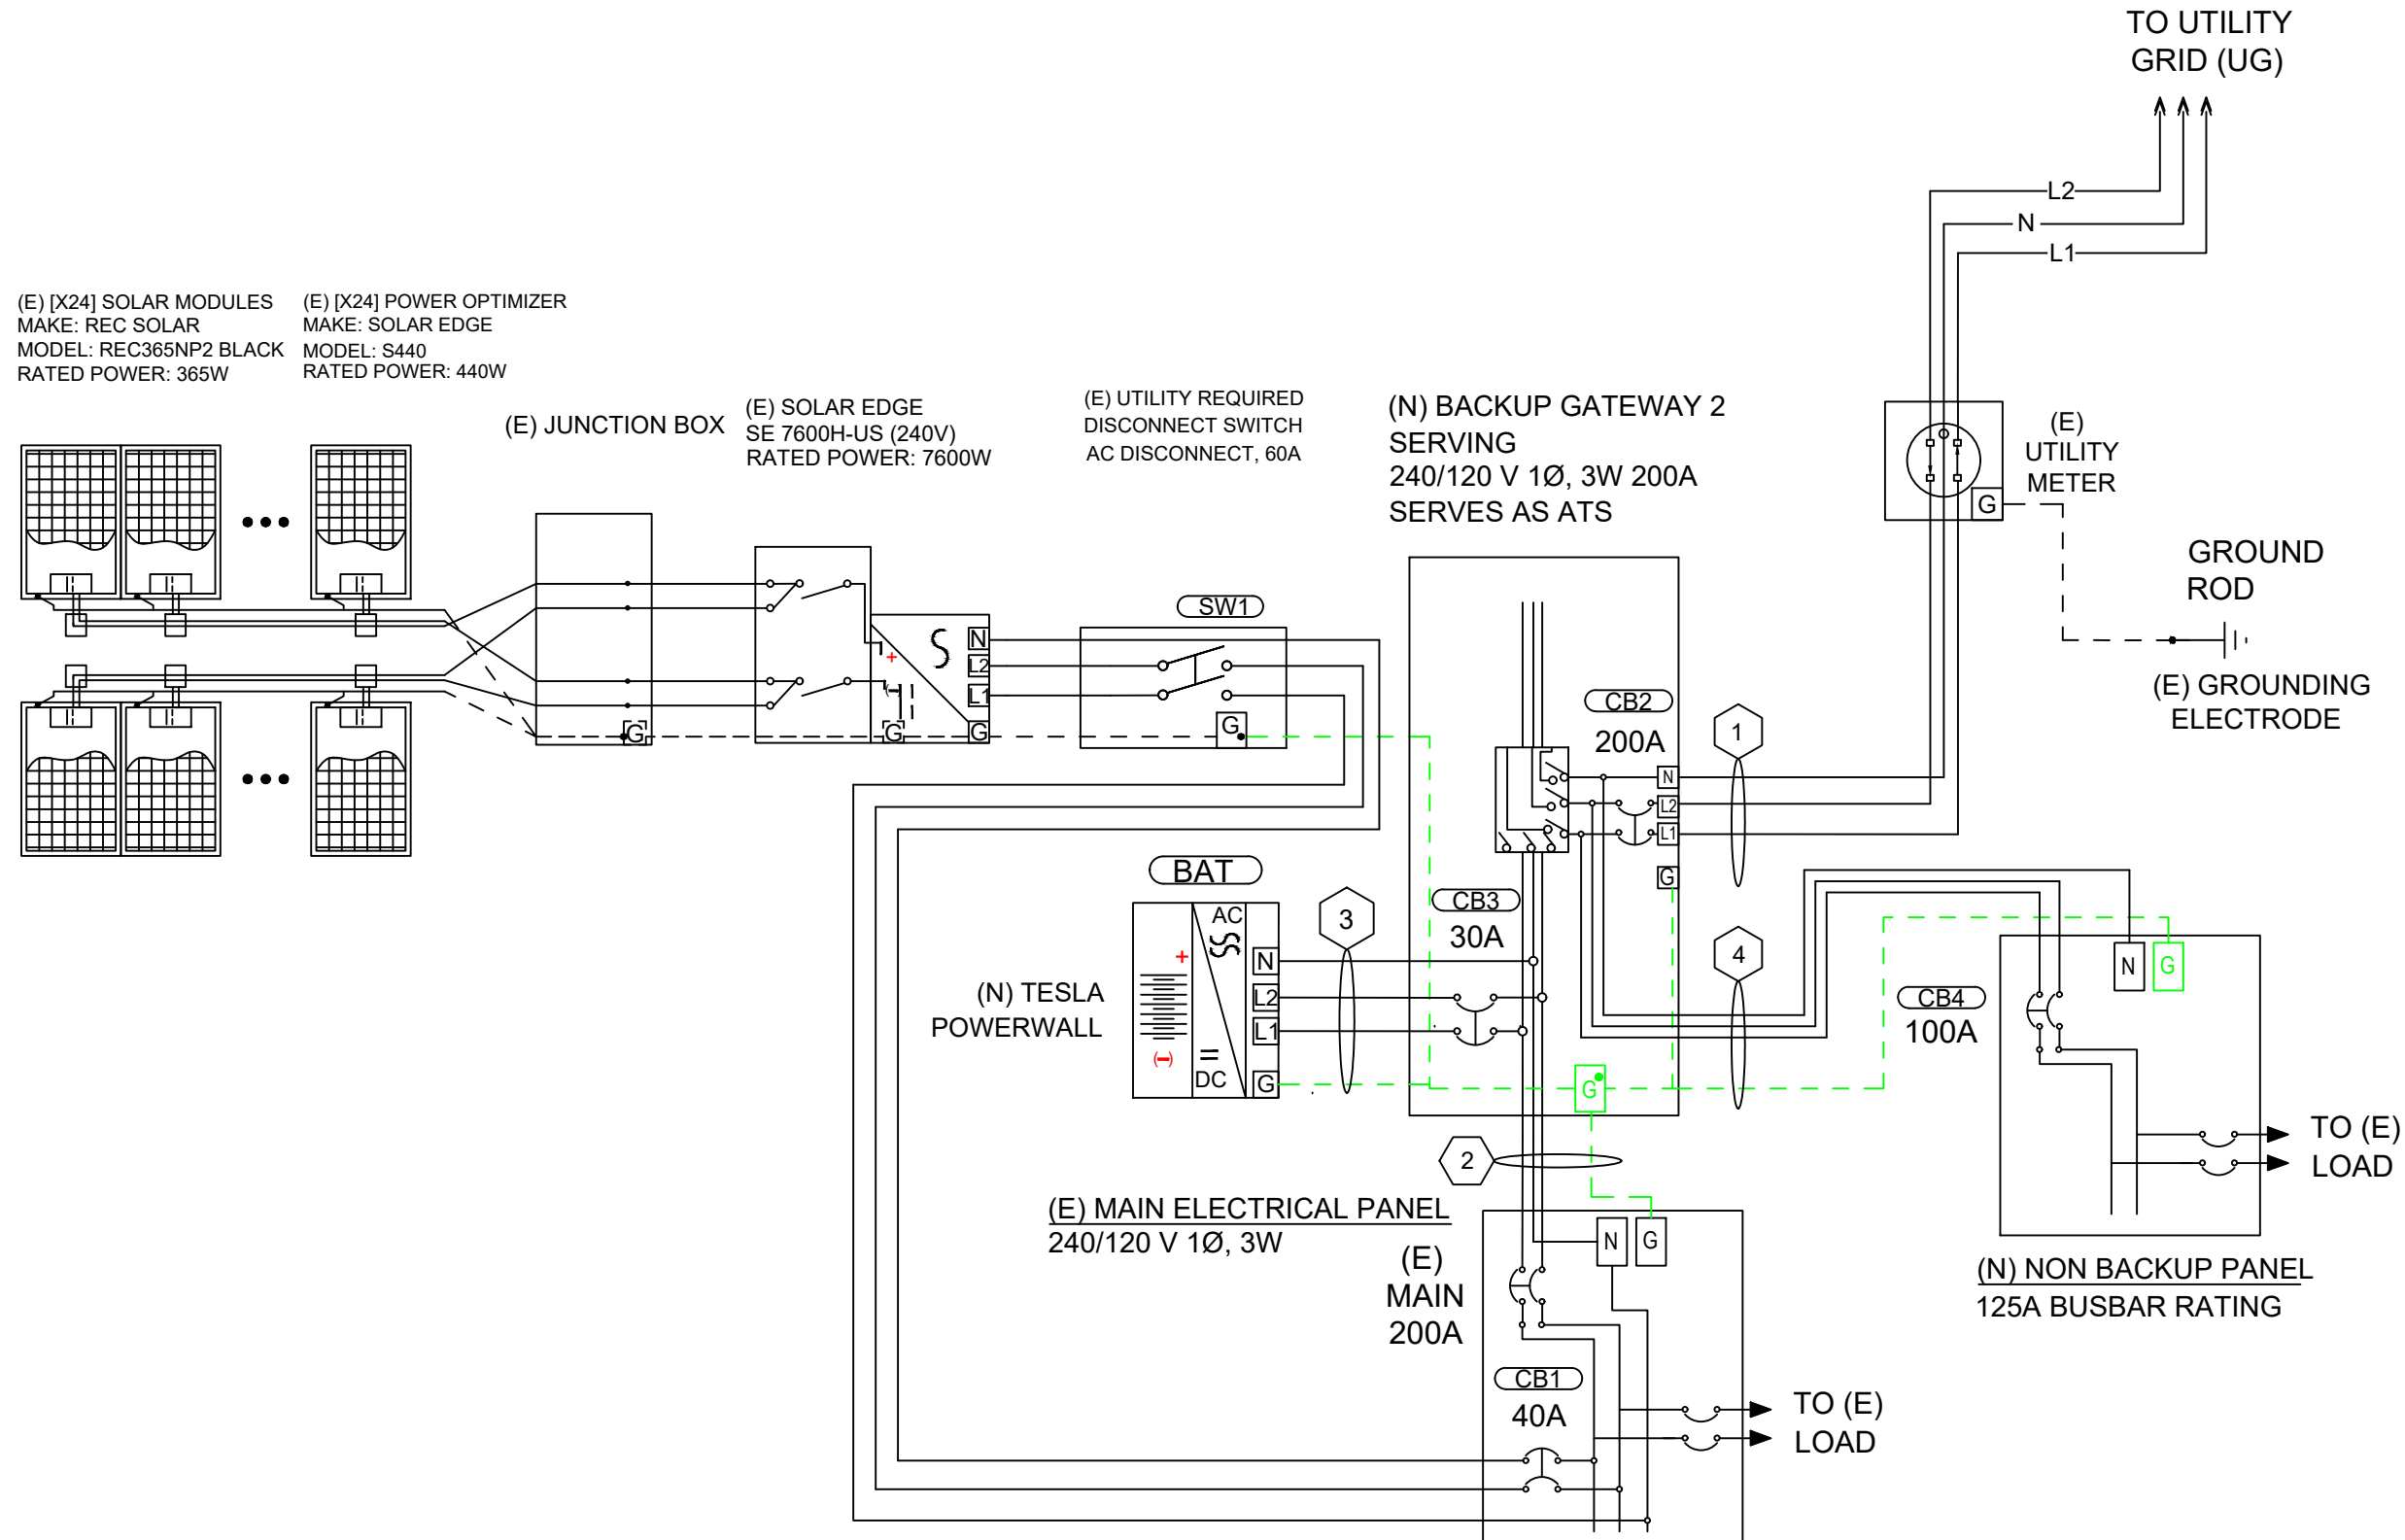 TO UTILITY
GRID (UG)
L2
N
L1
(E) [X24] SOLAR MODULES
MAKE: REC SOLAR
MODEL: REC365NP2 BLACK
RATED POWER: 365W
(E) [X24] POWER OPTIMIZER
MAKE: SOLAR EDGE
MODEL: S440
RATED POWER: 440W
(E) JUNCTION BOX
(E) SOLAR EDGE
SE 7600H-US (240V)
RATED POWER: 7600W
(E) UTILITY REQUIRED
DISCONNECT SWITCH
AC DISCONNECT, 60A
(N) BACKUP GATEWAY 2
SERVING
240/120 V 1Ø, 3W 200A
SERVES AS ATS
(E)
UTILITY
METER
G
GROUND
ROD
(E) GROUNDING
ELECTRODE
SW1
N
L2
L1
G
G
G
G
+
(-)
CB2
200A
1
N
L2
L1
G
BAT
AC
DC
+
(-)
N
L2
L1
G
3
CB3
30A
4
(N) TESLA
POWERWALL
G
CB4
100A
N
G
TO (E)
LOAD
(N) NON BACKUP PANEL
125A BUSBAR RATING
2
(E) MAIN ELECTRICAL PANEL
240/120 V 1Ø, 3W
(E)
MAIN
200A
N
G
CB1
40A
TO (E)
LOAD